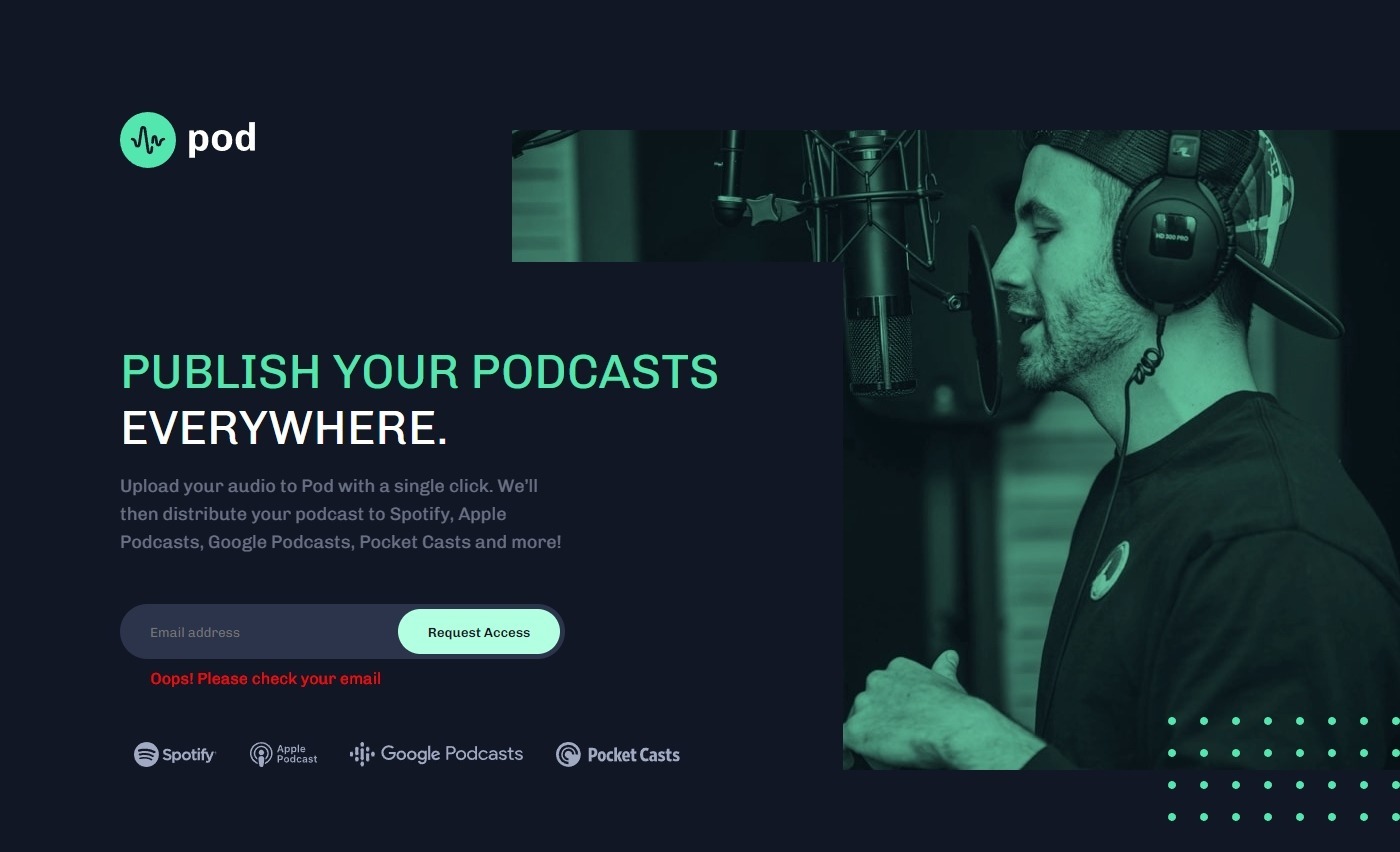 pod
HD 300 PRO
PUBLISH YOUR PODCASTS
EVERYWHERE.
Upload your audio to Pod with a single click. We’ll
then distribute your podcast to Spotify, Apple
Podcasts, Google Podcasts, Pocket Casts and more!
Email address
Request Access
Oops! Please check your email
Spotify
Apple
Podcast
Google Podcasts
Pocket Casts